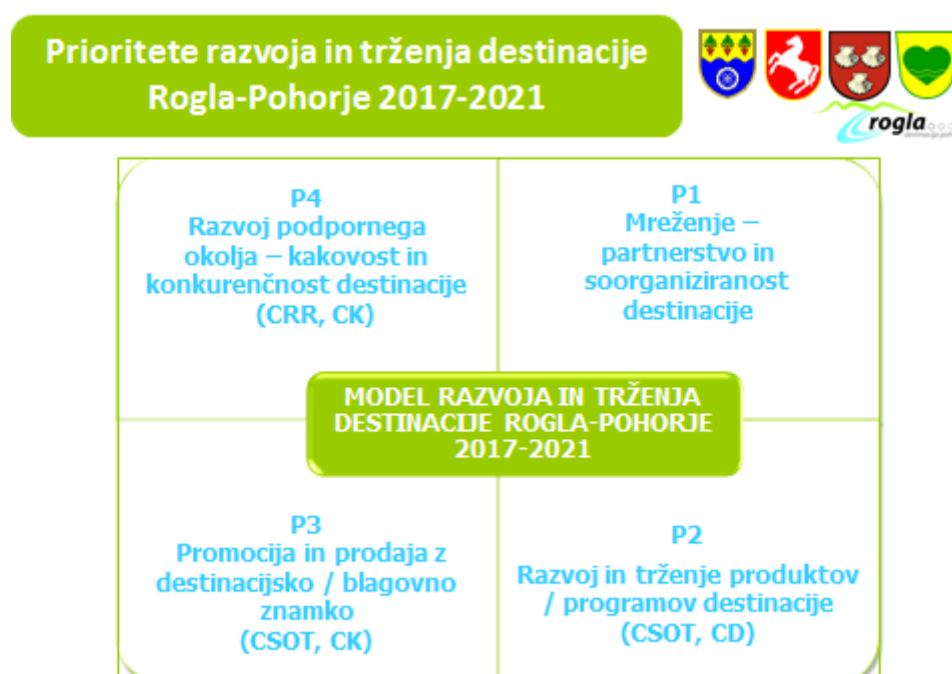 Prioritete razvoja in trženja destinacije
Rogla-Pohorje 2017-2021
rogla
P4
Razvoj podpornega
okolja – kakovost in
konkurenčnost destinacije
(CRR, CK)
P1
Mreženje –
partnerstvo in
soorganiziranost
destinacije
MODEL RAZVOJA IN TRŽENJA
DESTINACIJE ROGLA-POHORJE
2017-2021
P3
Promocija in prodaja z
destinacijsko / blagovno
znamko
(CSOT, CK)
P2
Razvoj in trženje produktov
/ programov destinacije
(CSOT, CD)